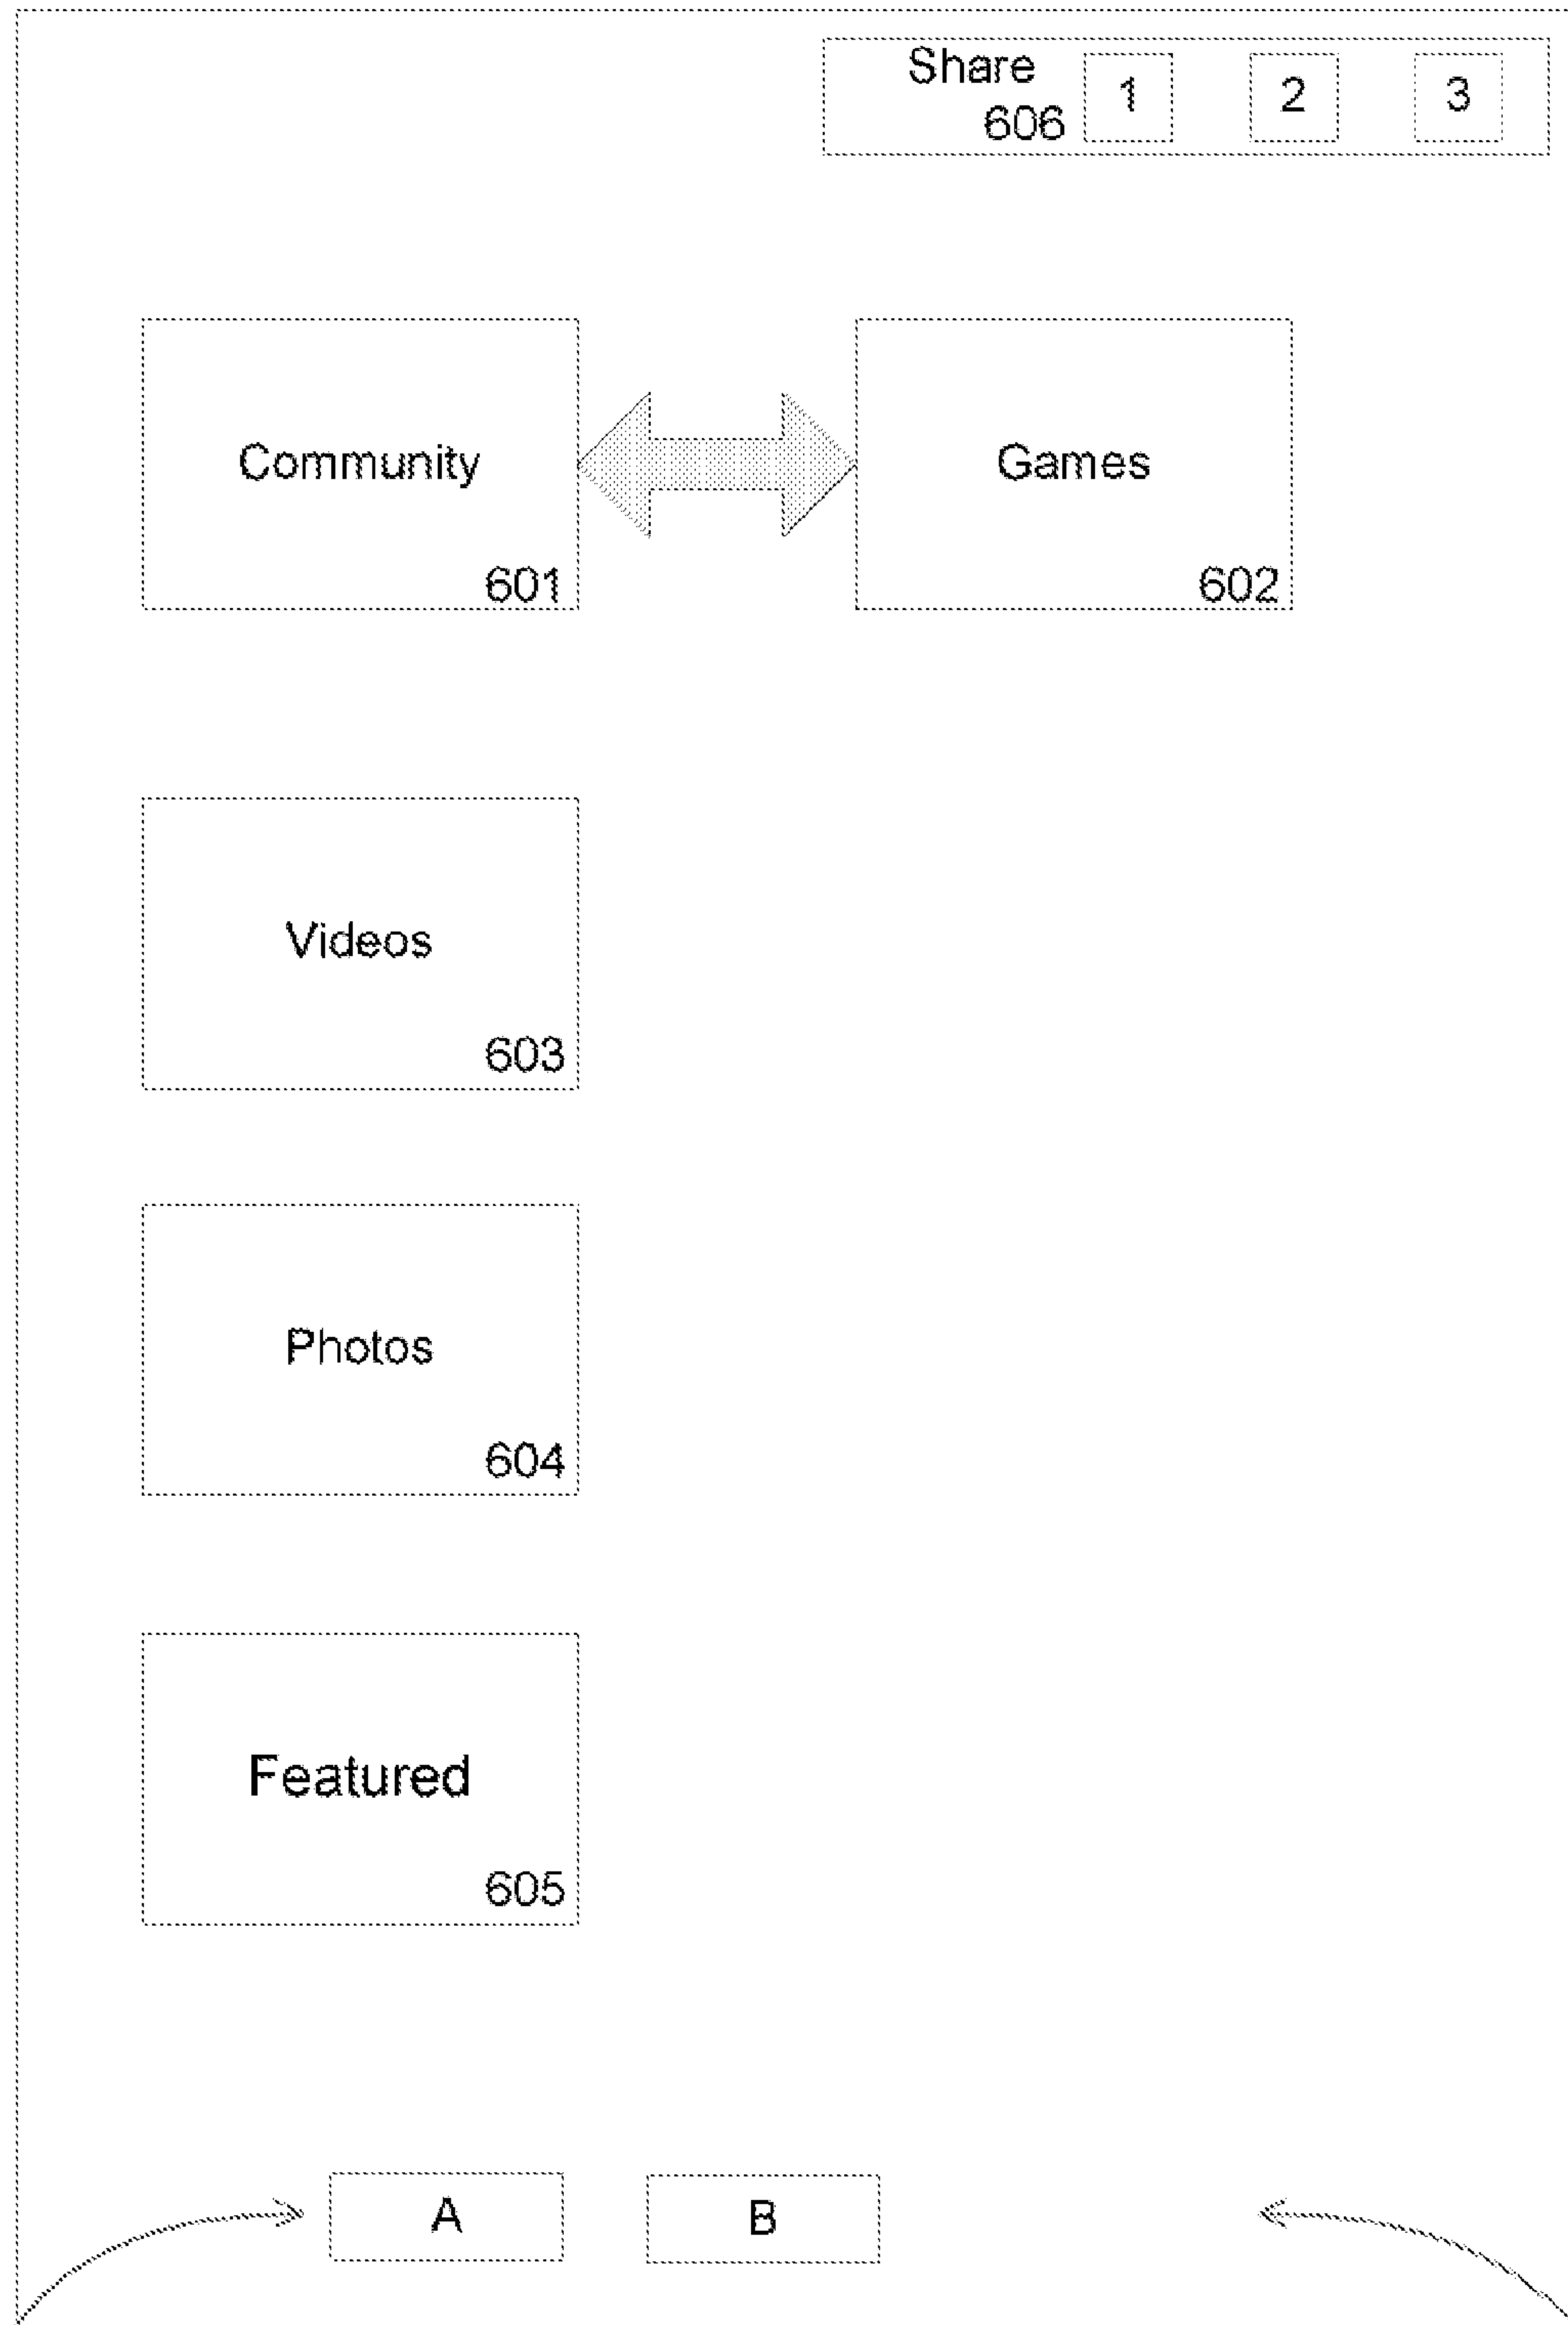 Share
606
1
2
3
Community
601
Games
602
Videos
603
Photos
604
Featured
605
A
B